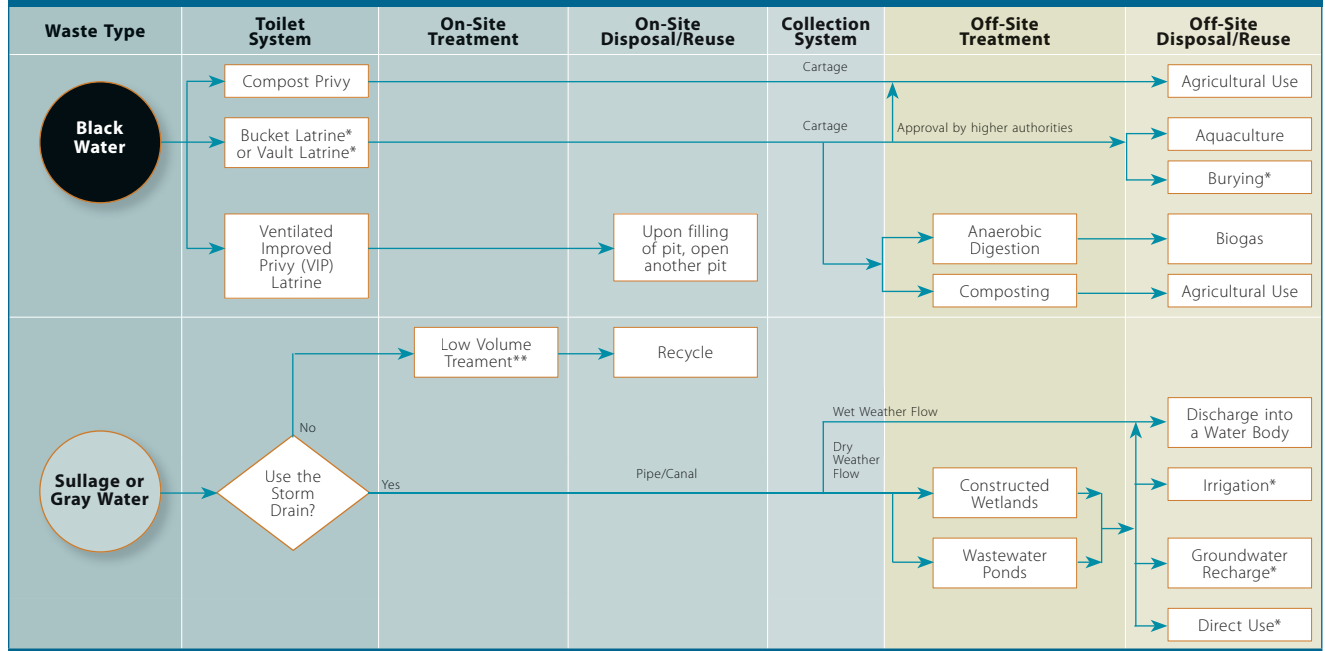 Waste Type
Toilet
System
On-Site
Treatment
On-Site
Disposal/Reuse
Collection
System
Off-Site
Treatment
Off-Site
Disposal/Reuse
Black
Water
Compost Privy
Cartage
Agricultural Use
Bucket Latrine*
or Vault Latrine*
Cartage
Approval by higher authorities
Aquaculture
Burying*
Ventilated
Improved
Privy (VIP)
Latrine
Upon filling
of pit, open
another pit
Anaerobic
Digestion
Biogas
Composting
Agricultural Use
Sullage or
Gray Water
Use the
Storm
Drain?
No
Low Volume
Treament**
Recycle
Yes
Pipe/Canal
Wet Weather Flow
Dry
Weather
Flow
Discharge into
a Water Body
Constructed
Wetlands
Irrigation*
Wastewater
Ponds
Groundwater
Recharge*
Direct Use*